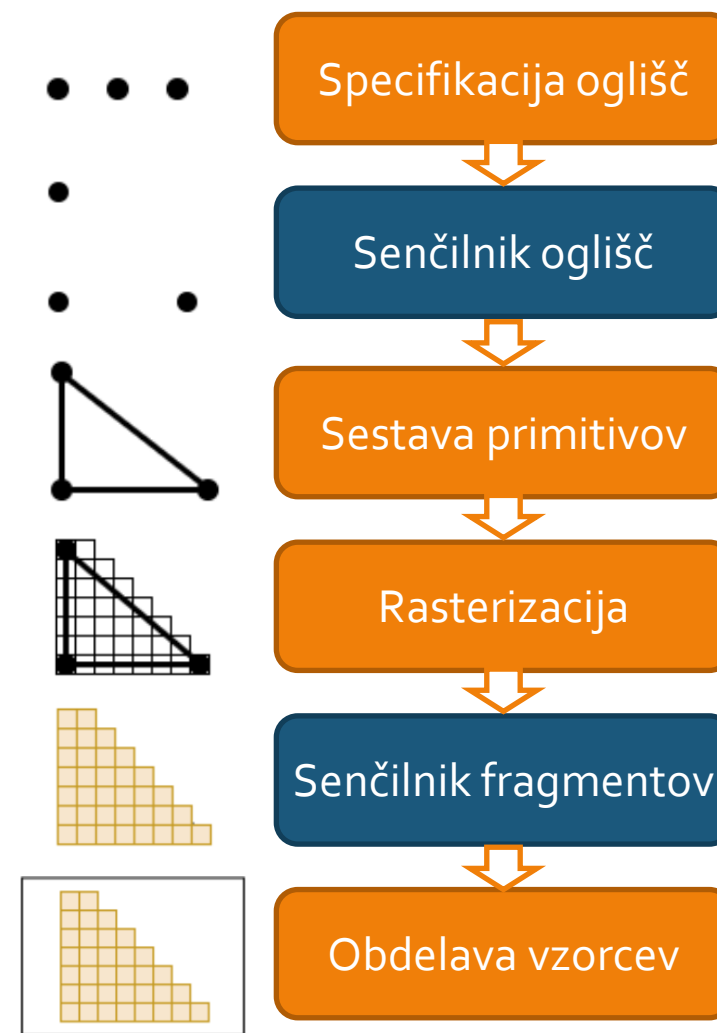 Specifikacija oglišč
Senčilnik oglišč
Sestava primitivov
Rasterizacija
Senčilnik fragmentov
Obdelava vzorcev